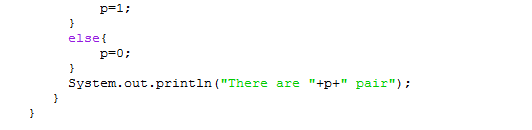 p=1;
}
else{
p=0;
}
System.out.println("There are "+p+" pair");
}
}